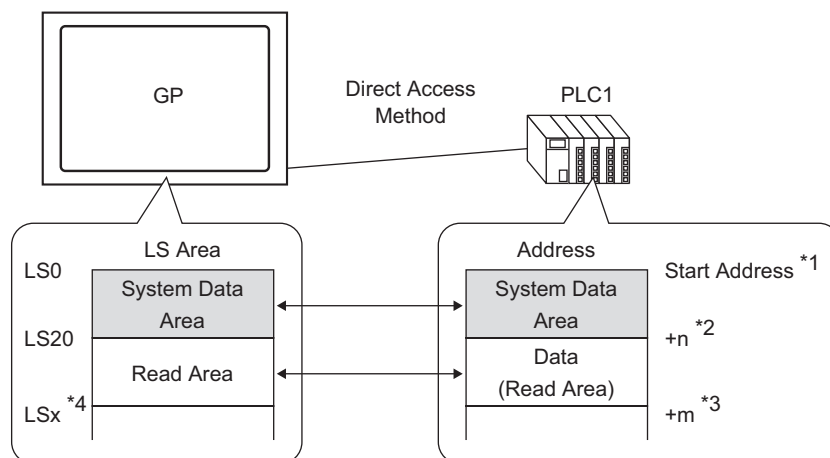 GP
Direct Access
Method
PLC1
LS Area
LS0
System Data
Area
LS20
Read Area
LSx *4
Address
Start Address *1
System Data
Area
+n *2
Data
(Read Area)
+m *3